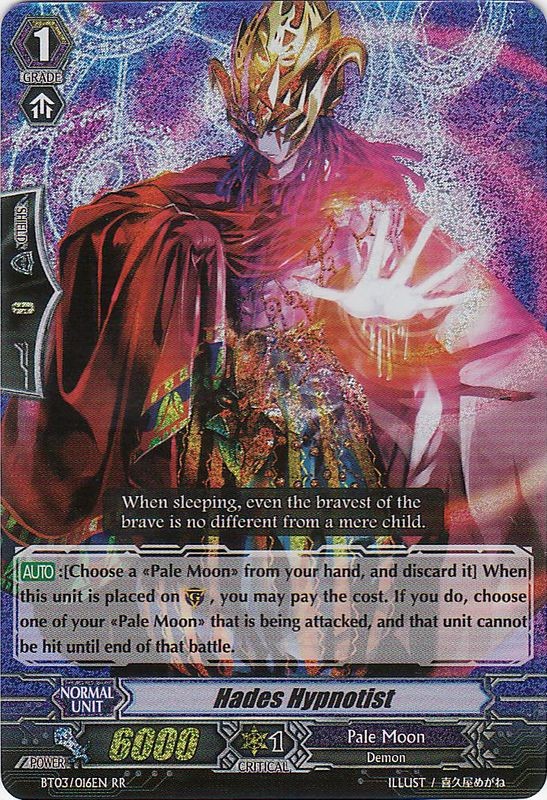 1
GRADE
SHIELD
0
When sleeping, even the bravest of the
brave is no different from a mere child.
AUTO :[Choose a «Pale Moon» from your hand, and discard it] When
this unit is placed on , you may pay the cost. If you do, choose
one of your «Pale Moon» that is being attacked, and that unit cannot
be hit until end of that battle.
NORMAL
UNIT
Hades Hypnotist
POWER
6000
1
CRITICAL
Pale Moon
Demon
BT03/016EN RR
ILLUST / 喜久屋めがね